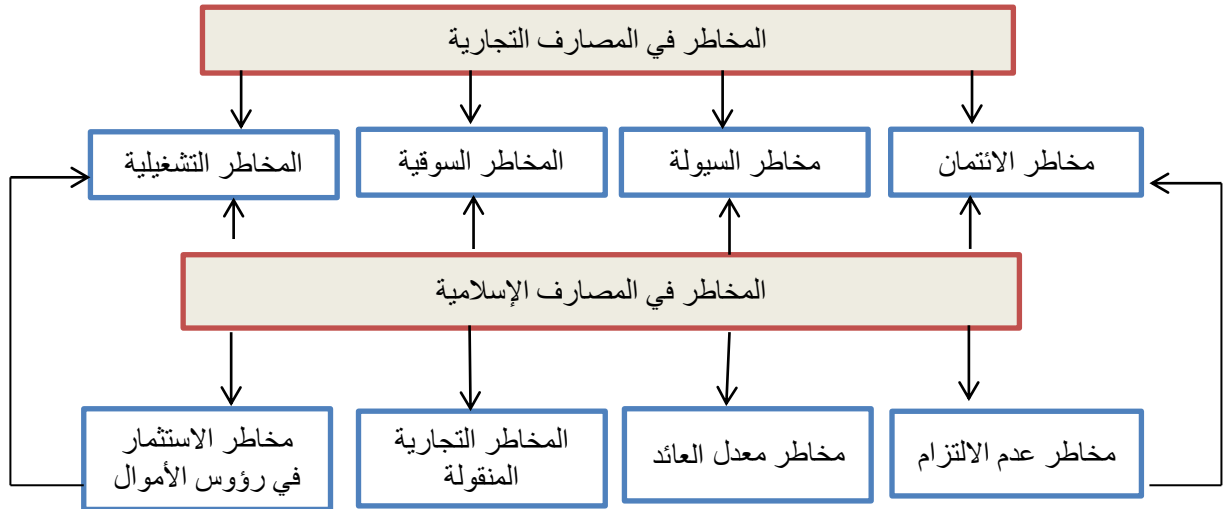 المخاطر في المصارف التجارية
مخاطر الائتمان
مخاطر السيولة
المخاطر السوقية
المخاطر التشغيلية
المخاطر في المصارف الإسلامية
مخاطر عدم الالتزام
مخاطر معدل العائد
المخاطر التجارية
المنقولة
مخاطر الاستثمار
في رؤوس الأموال